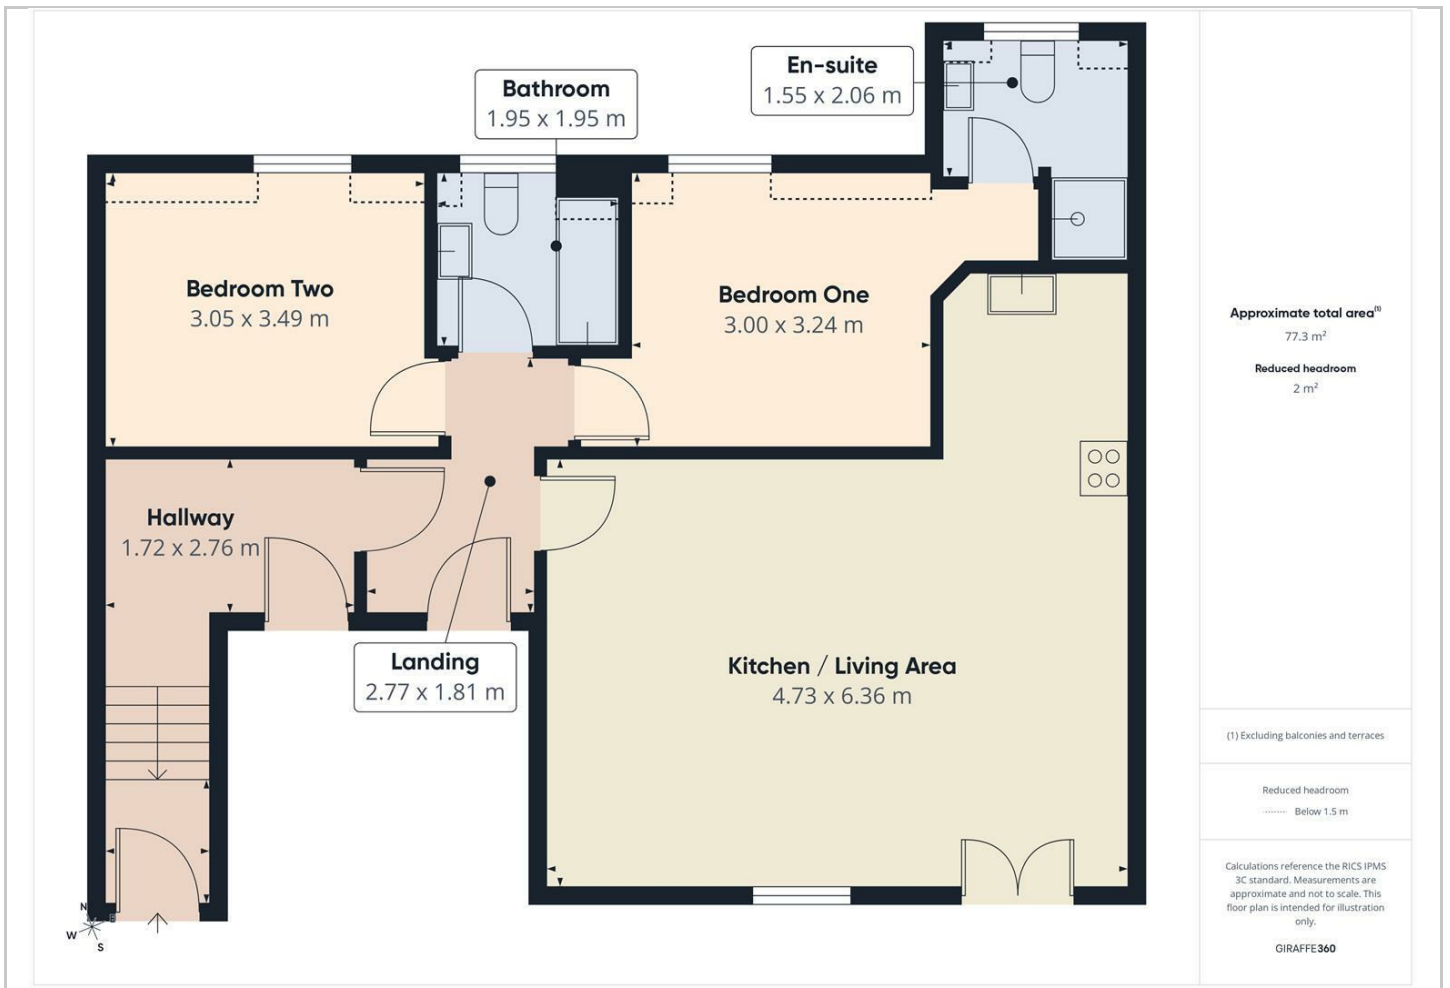 En-suite
1.55 x 2.06 m
Bathroom
1.95 x 1.95 m
Bedroom Two
3.05 x 3.49 m
Bedroom One
3.00 x 3.24 m
Hallway
1.72 x 2.76 m
Landing
2.77 x 1.81 m
Kitchen / Living Area
4.73 x 6.36 m
N
E
W
S
Approximate total area(1)
77.3 m²
Reduced headroom
2 m²
(1) Excluding balconies and terraces
Reduced headroom
Below 1.5 m
Calculations reference the RICS IPMS
3C standard. Measurements are
approximate and not to scale. This
floor plan is intended for illustration
only.
GIRAFFE360